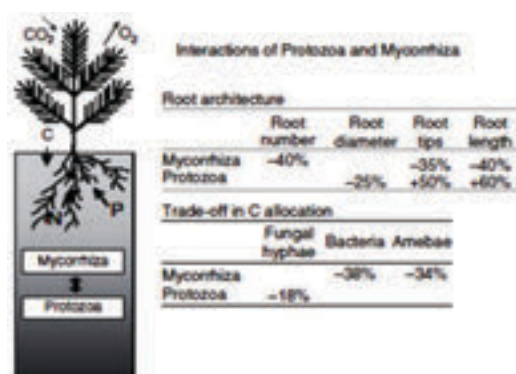 CO2 O2
C
N P
Mycorrhiza
Protozoa
Interactions of Protozoa and Mycorrhiza
Root architecture
Root number Root diameter Root tips Root length
Mycorrhiza –40% –35% –40%
Protozoa –25% +50% +60%
Trade-off in C allocation
Fungal hyphae Bacteria Amebae
Mycorrhiza –38% –34%
Protozoa –18%